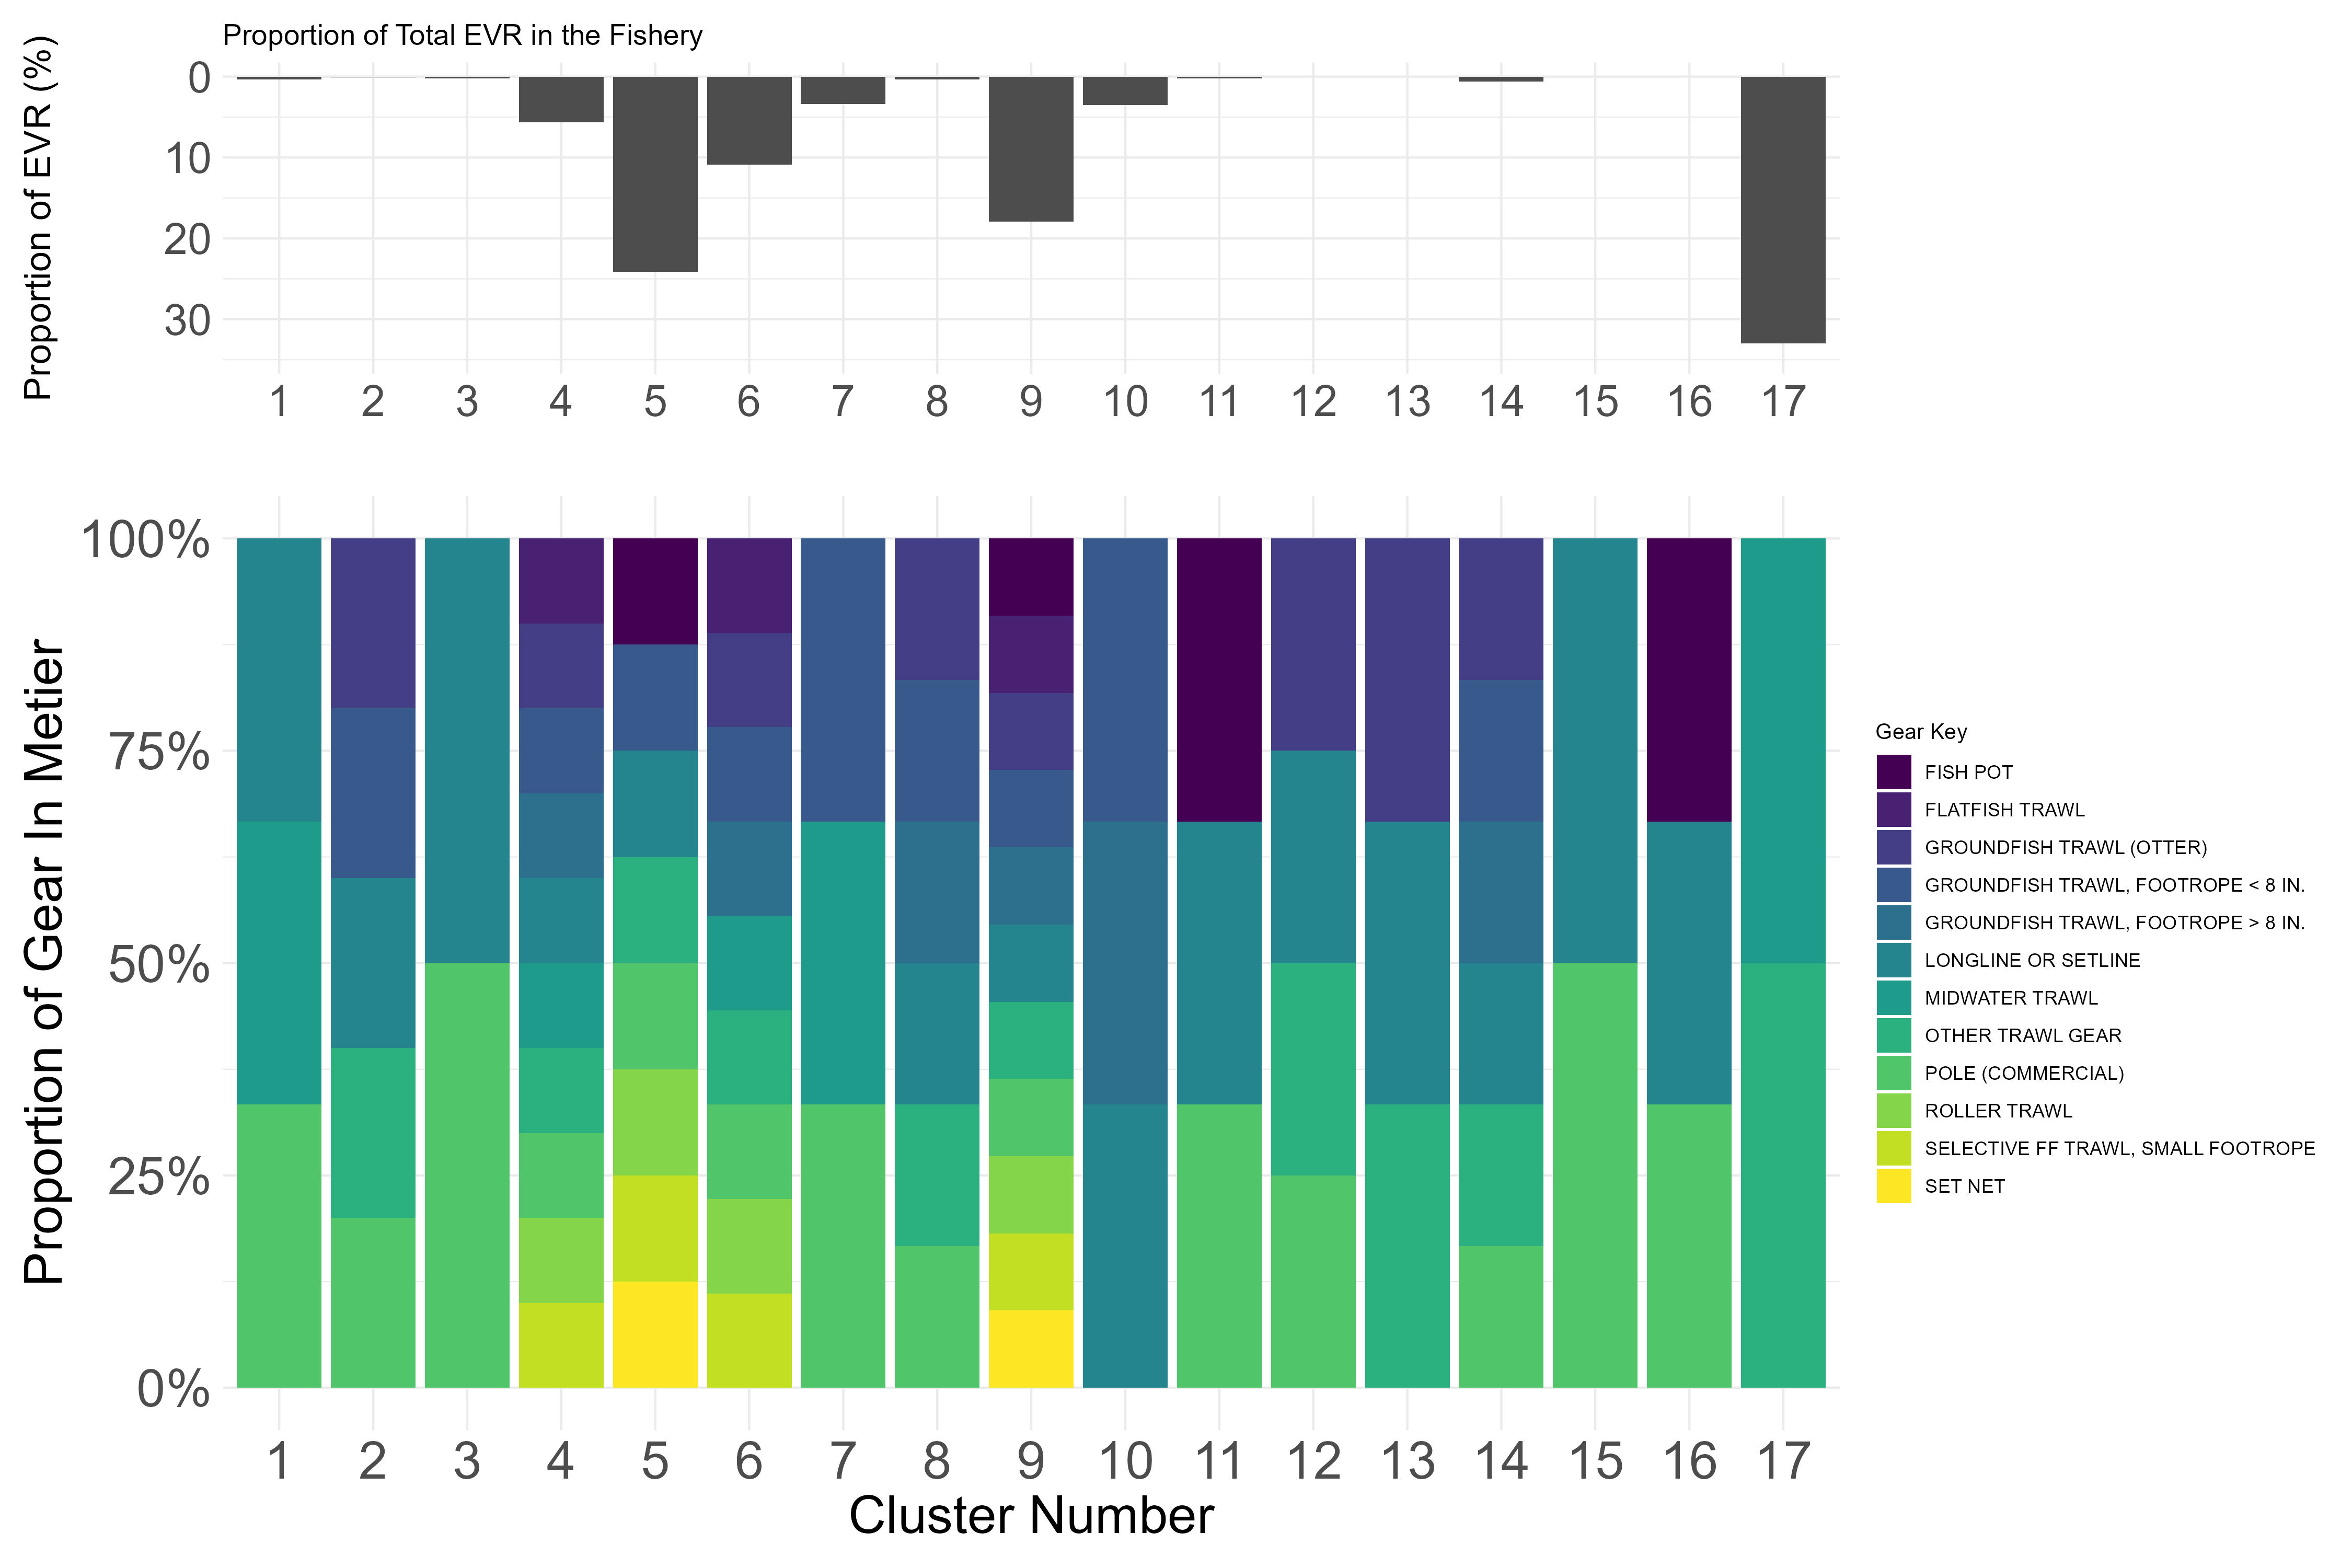 Proportion of Total EVR in the Fishery
Proportion of EVR (%)
0
10
20
30
1 2 3 4 5 6 7 8 9 10 11 12 13 14 15 16 17
Proportion of Gear In Metier
100%
75%
50%
25%
0%
1 2 3 4 5 6 7 8 9 10 11 12 13 14 15 16 17
Cluster Number
Gear Key
FISH POT
FLATFISH TRAWL
GROUNDFISH TRAWL (OTTER)
GROUNDFISH TRAWL, FOOTROPE < 8 IN.
GROUNDFISH TRAWL, FOOTROPE > 8 IN.
LONGLINE OR SETLINE
MIDWATER TRAWL
OTHER TRAWL GEAR
POLE (COMMERCIAL)
ROLLER TRAWL
SELECTIVE FF TRAWL, SMALL FOOTROPE
SET NET